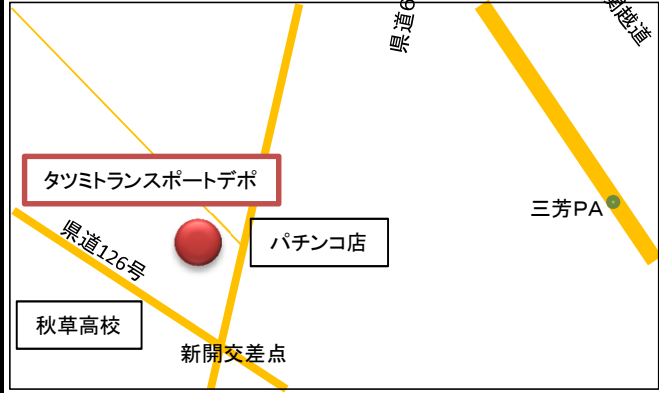 県道6
関越道
タツミトランスポートデポ
三芳PA
パチンコ店
県道126号
秋草高校
新開交差点